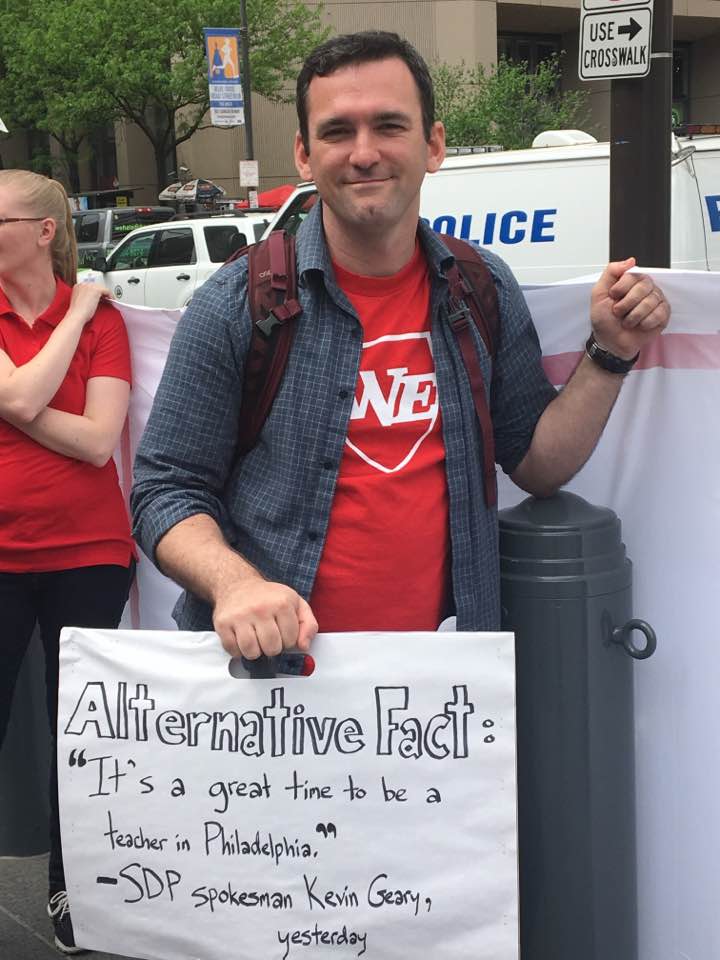 USE
CROSSWALK
POLICE
WE
Alternative Fact:
"It's a great time to be a
teacher in Philadelphia."
-SDP spokesman Kevin Geary,
yesterday